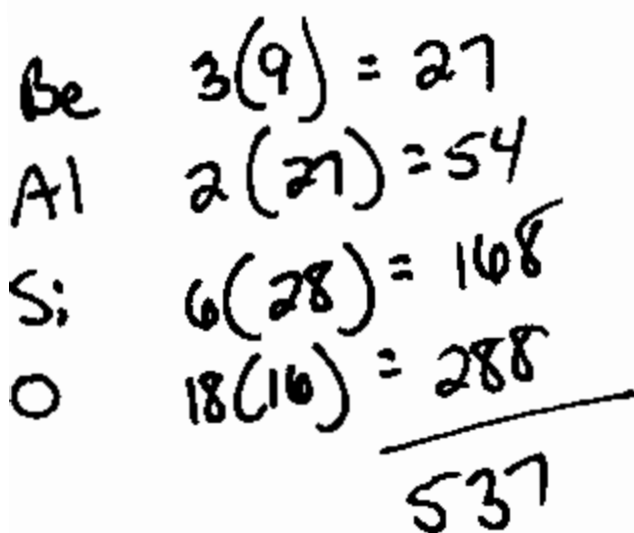 Be 3(9) = 27
Al 2(27) = 54
Si 6(28) = 168
O 18(16) = 288
537